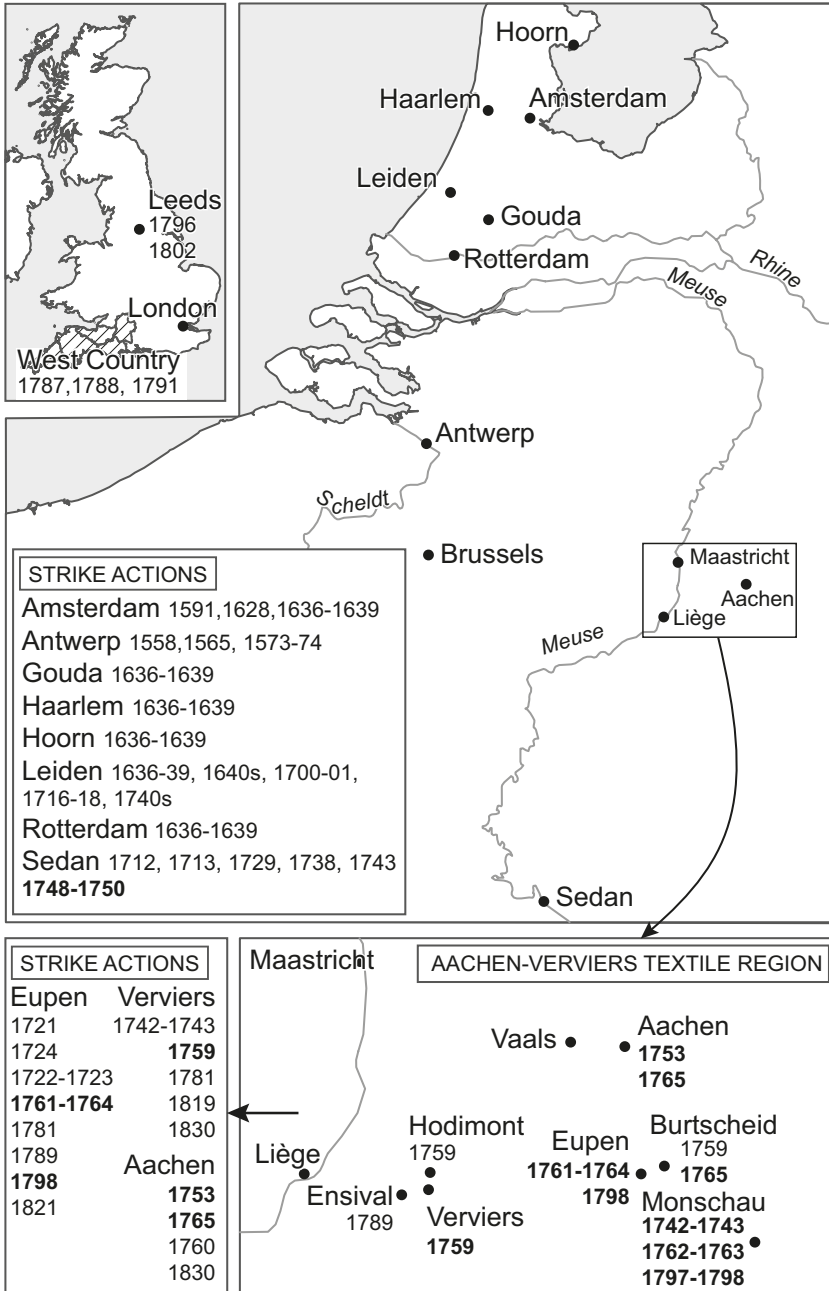 Leeds
1796
1802
London
West Country
1787,1788, 1791
Hoorn
Haarlem
Amsterdam
Leiden
Gouda
Rotterdam
Rhine
Meuse
Antwerp
Scheldt
Brussels
Maastricht
Aachen
Liège
Meuse
Sedan
STRIKE ACTIONS
Amsterdam 1591,1628,1636-1639
Antwerp 1558,1565, 1573-74
Gouda 1636-1639
Haarlem 1636-1639
Hoorn 1636-1639
Leiden 1636-39, 1640s, 1700-01,
1716-18, 1740s
Rotterdam 1636-1639
Sedan 1712, 1713, 1729, 1738, 1743
1748-1750
STRIKE ACTIONS
Eupen
1721
1724
1722-1723
1761-1764
1781
1789
1798
1821
Verviers
1742-1743
1759
1781
1819
1830
Aachen
1753
1765
1760
1830
AACHEN-VERVIERS TEXTILE REGION
Maastricht
Vaals
Aachen
1753
1765
Liège
Hodimont
1759
Ensival
1789
Verviers
1759
Eupen
1761-1764
1798
Burtscheid
1759
1765
Monschau
1742-1743
1762-1763
1797-1798